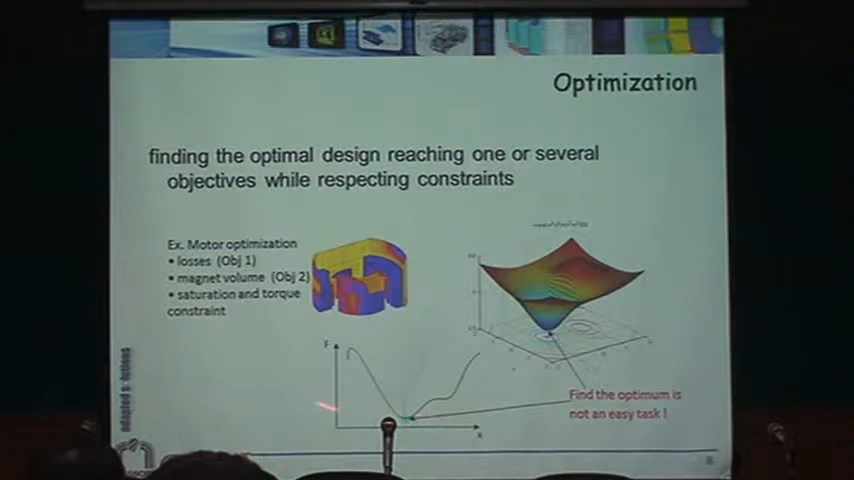 Optimization
finding the optimal design reaching one or several
objectives while respecting constraints
Ex. Motor optimization
• losses (Obj 1)
• magnet volume (Obj 2)
• saturation and torque
constraint
F
x
Find the optimum is
not an easy task !
8